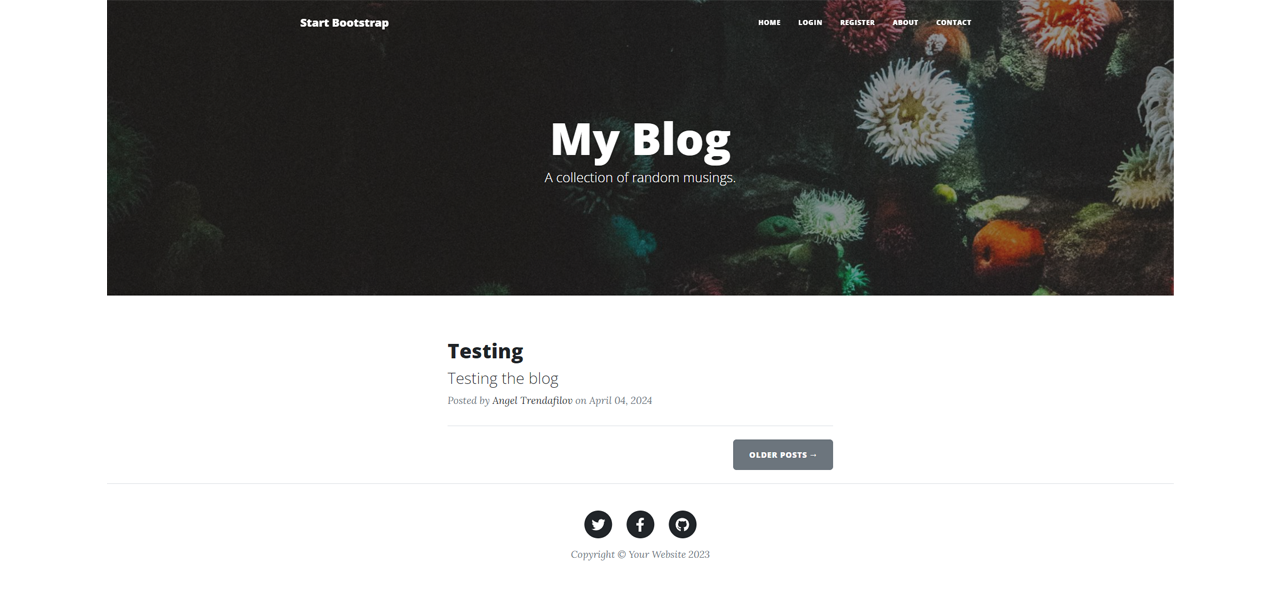 Start Bootstrap HOME LOGIN REGISTER ABOUT CONTACT
My Blog
A collection of random musings.
Testing
Testing the blog
Posted by Angel Trendafilov on April 04, 2024
OLDER POSTS →
Copyright © Your Website 2023